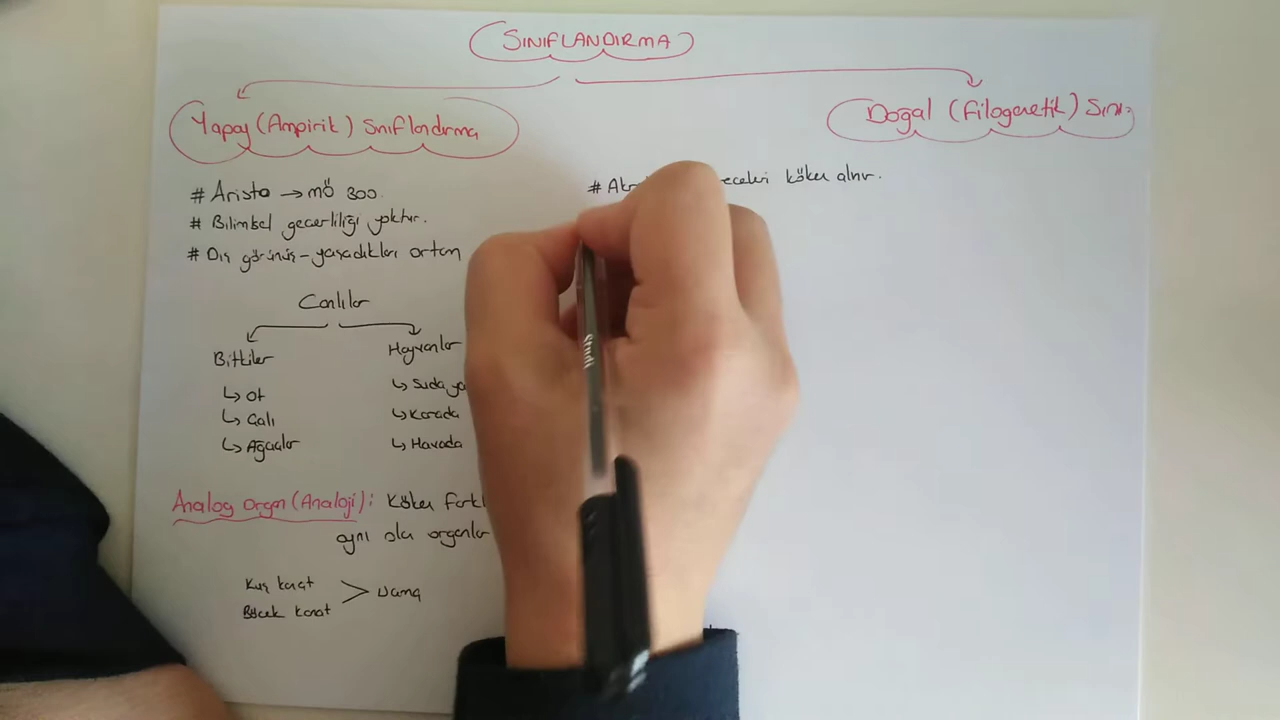 SINIFLANDIRMA
Yapay (Ampirik) Sınıflandırma
# Aristo → MÖ 300.
# Bilimsel geçerliliği yoktur.
# Dış görünüş - yaşadıkları ortam
Canlılar
Bitkiler
↳ ot
↳ Çalı
↳ Ağaçlar
Hayvanlar
↳ Suda
↳ Karada
↳ Havada
Analog Organ (Analoji): Köken
aynı olan organlar
Kuş kanat
Böcek kanat > Uçma
Doğal (Filogenetik) Sını.
# köken alınır.
studi